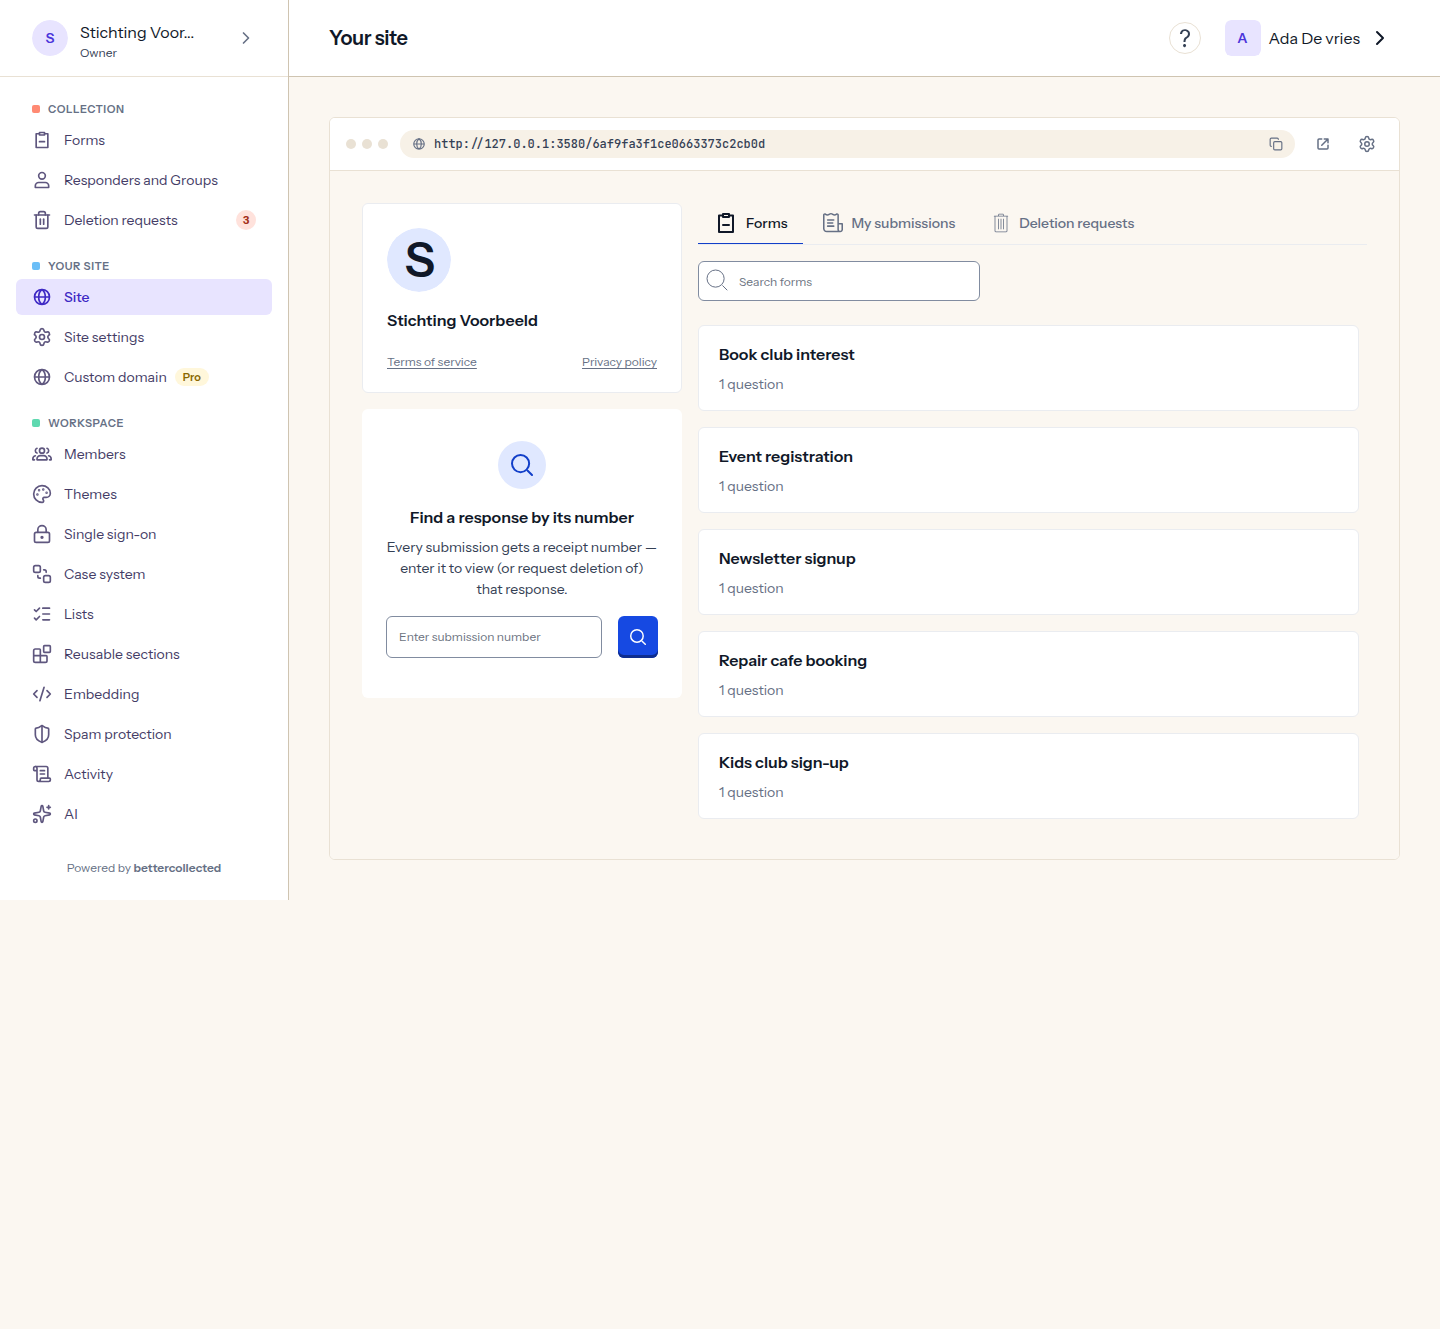 S
Stichting Voor...
Owner
Your site
?
A
Ada De vries
COLLECTION
Forms
Responders and Groups
Deletion requests
3
YOUR SITE
Site
Site settings
Custom domain
Pro
WORKSPACE
Members
Themes
Single sign-on
Case system
Lists
Reusable sections
Embedding
Spam protection
Activity
AI
Powered by bettercollected
http://127.0.0.1:3580/6af9fa3f1ce0663373c2cb0d
S
Stichting Voorbeeld
Terms of service
Privacy policy
Find a response by its number
Every submission gets a receipt number —
enter it to view (or request deletion of)
that response.
Enter submission number
Forms
My submissions
Deletion requests
Search forms
Book club interest
1 question
Event registration
1 question
Newsletter signup
1 question
Repair cafe booking
1 question
Kids club sign-up
1 question